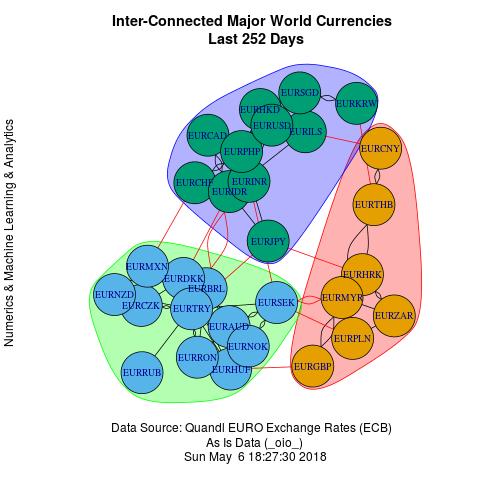 Inter-Connected Major World Currencies
Last 252 Days
Numerics & Machine Learning & Analytics
EURSGD
EURKRW
EURHKD
EURUSD
EURILS
EURCAD
EURPHP
EURCNY
EURCHF
EURINR
EURIDR
EURTHB
EURJPY
EURMXN
EURDKK
EURHRK
EURBRL
EURNZD
EURCZK
EURTRY
EURSEK
EURMYR
EURZAR
EURAUD
EURPLN
EURNOK
EURRON
EURGBP
EURHUF
EURRUB
Data Source: Quandl EURO Exchange Rates (ECB)
As Is Data (_oio_)
Sun May  6 18:27:30 2018